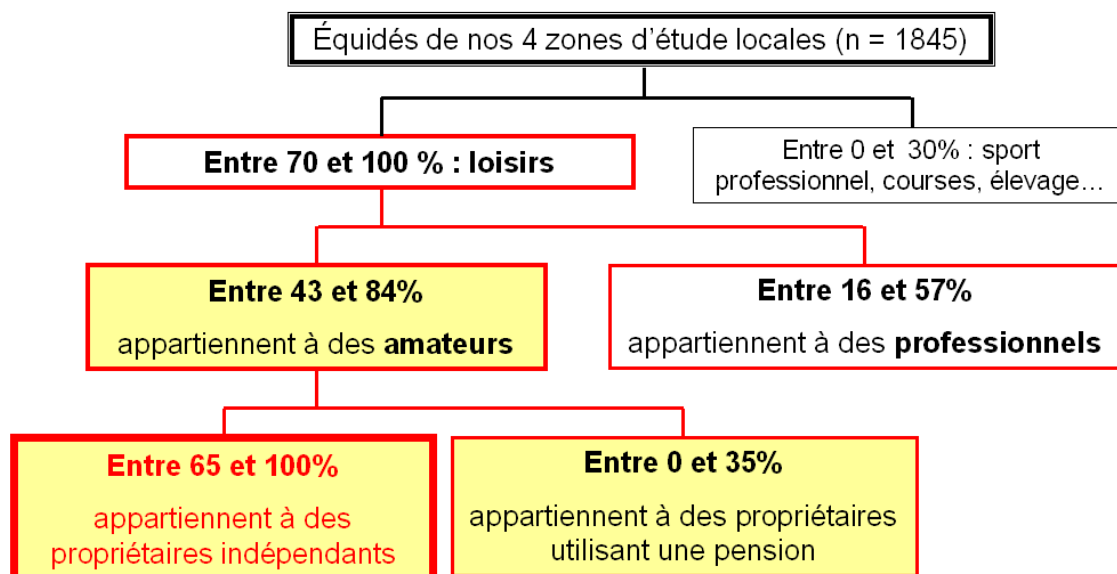 Équidés de nos 4 zones d'étude locales (n = 1845)
Entre 70 et 100 % : loisirs
Entre 0 et 30% : sport
professionnel, courses, élevage...
Entre 43 et 84%
appartiennent à des amateurs
Entre 16 et 57%
appartiennent à des professionnels
Entre 65 et 100%
appartiennent à des
propriétaires indépendants
Entre 0 et 35%
appartiennent à des propriétaires
utilisant une pension